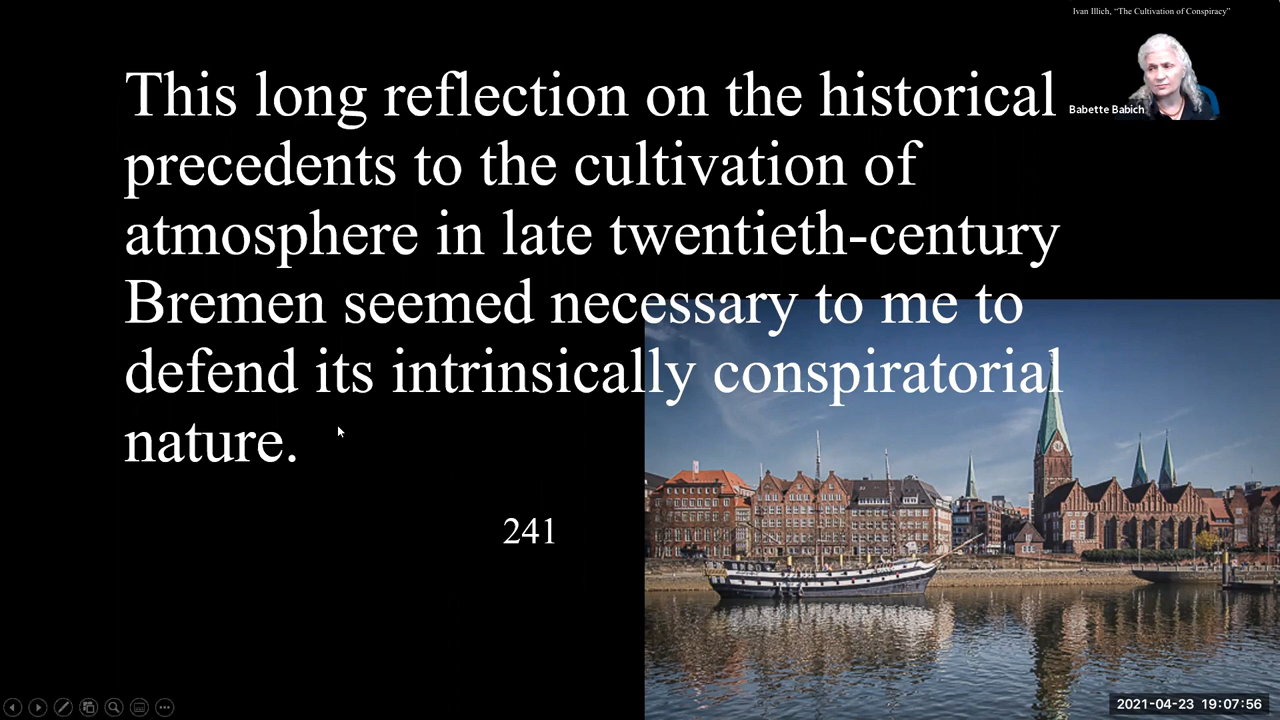 Ivan Illich, “The Cultivation of Conspiracy”
This long reflection on the historical
precedents to the cultivation of
atmosphere in late twentieth-century
Bremen seemed necessary to me to
defend its intrinsically conspiratorial
nature.
241
Babette Babich
2021-04-23 19:07:56